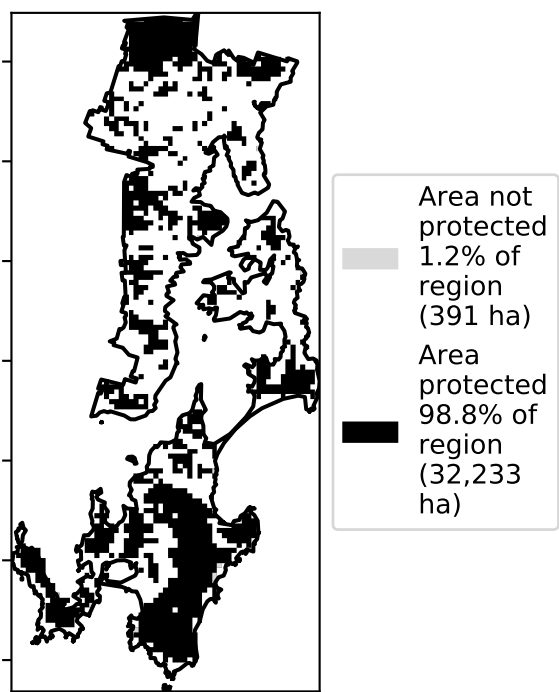 Area not
protected
1.2% of
region
(391 ha)
Area
protected
98.8% of
region
(32,233
ha)